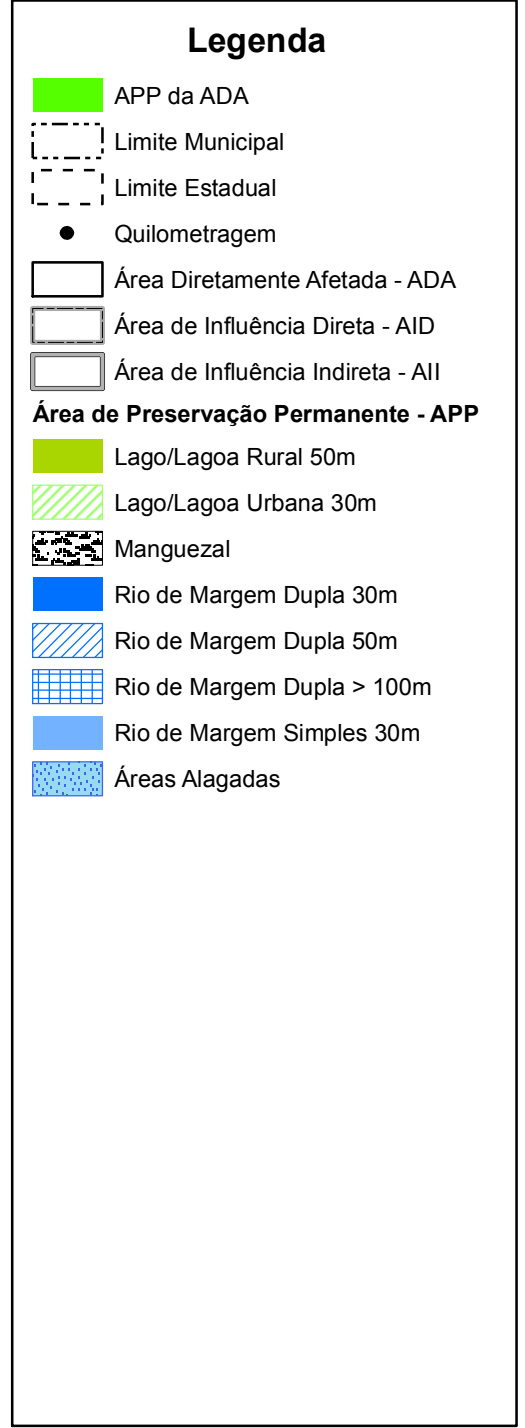 Legenda
APP da ADA
Limite Municipal
Limite Estadual
Quilometragem
Área Diretamente Afetada - ADA
Área de Influência Direta - AID
Área de Influência Indireta - AII
Área de Preservação Permanente - APP
Lago/Lagoa Rural 50m
Lago/Lagoa Urbana 30m
Manguezal
Rio de Margem Dupla 30m
Rio de Margem Dupla 50m
Rio de Margem Dupla > 100m
Rio de Margem Simples 30m
Áreas Alagadas